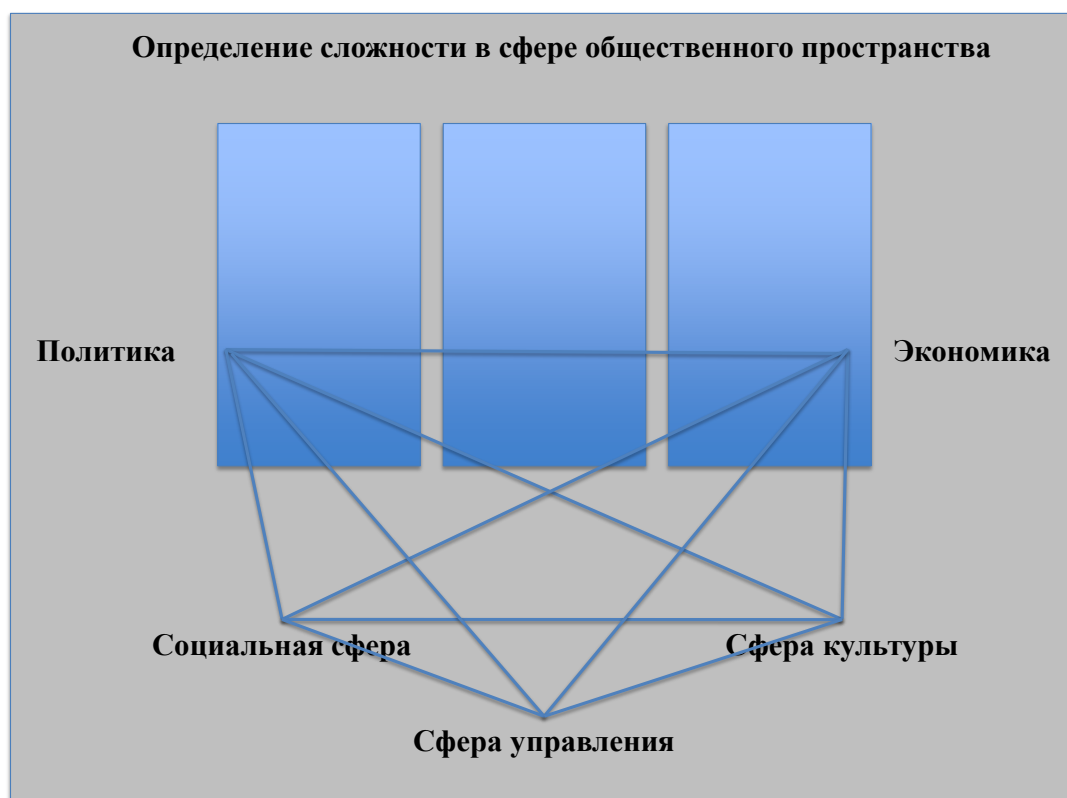 Определение сложности в сфере общественного пространства
Политика
Экономика
Социальная сфера
Сфера культуры
Сфера управления